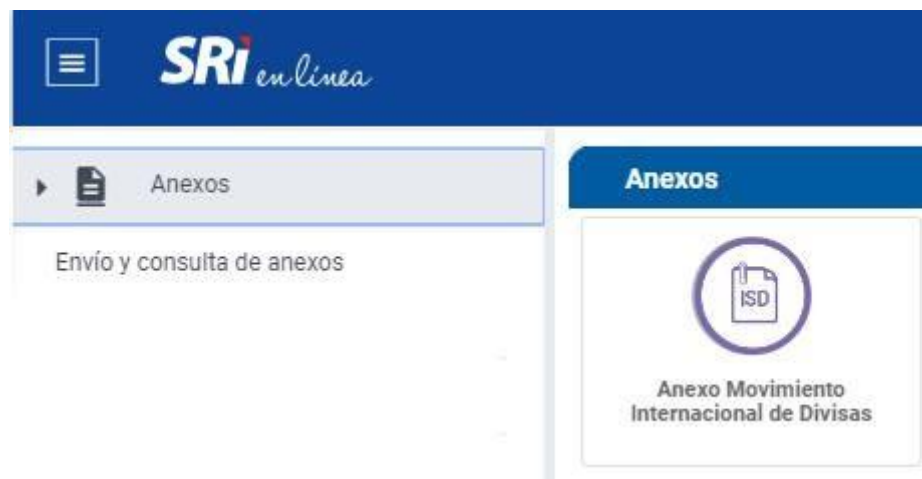 SRi en línea
Anexos
Envío y consulta de anexos
Anexos
ISD
Anexo Movimiento
Internacional de Divisas